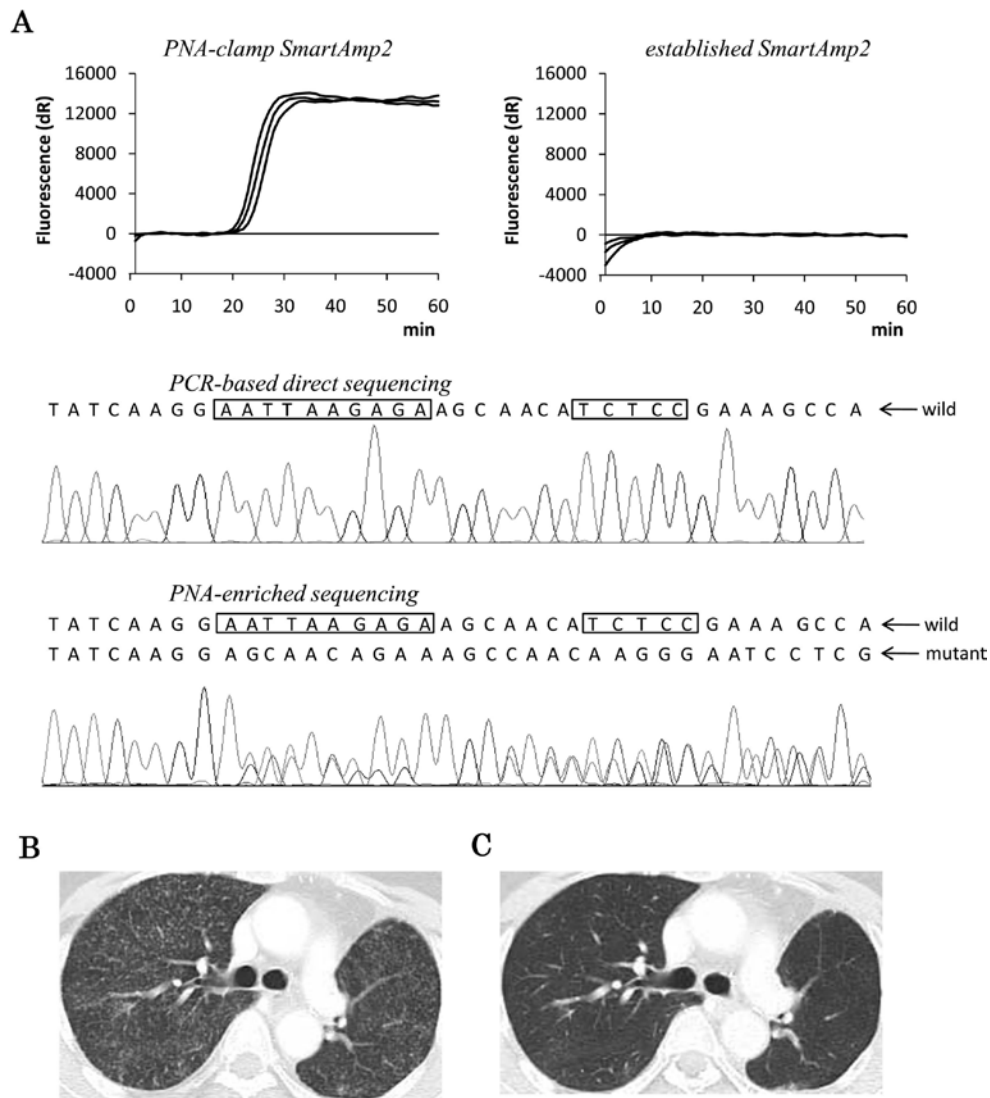 A
PNA-clamp SmartAmp2
established SmartAmp2
Fluorescence (dR)
16000
12000
8000
4000
0
-4000
0 10 20 30 40 50 60
min
Fluorescence (dR)
16000
12000
8000
4000
0
-4000
0 10 20 30 40 50 60
min
PCR-based direct sequencing
T A T C A A G G A A T T A A G A G A A G C A A C A T C T C C G A A A G C C A ← wild
PNA-enriched sequencing
T A T C A A G G A A T T A A G A G A A G C A A C A T C T C C G A A A G C C A ← wild
T A T C A A G G A G C A A C A G A A A G C C A A C A A G G G A A T C C T C G ← mutant
B
C